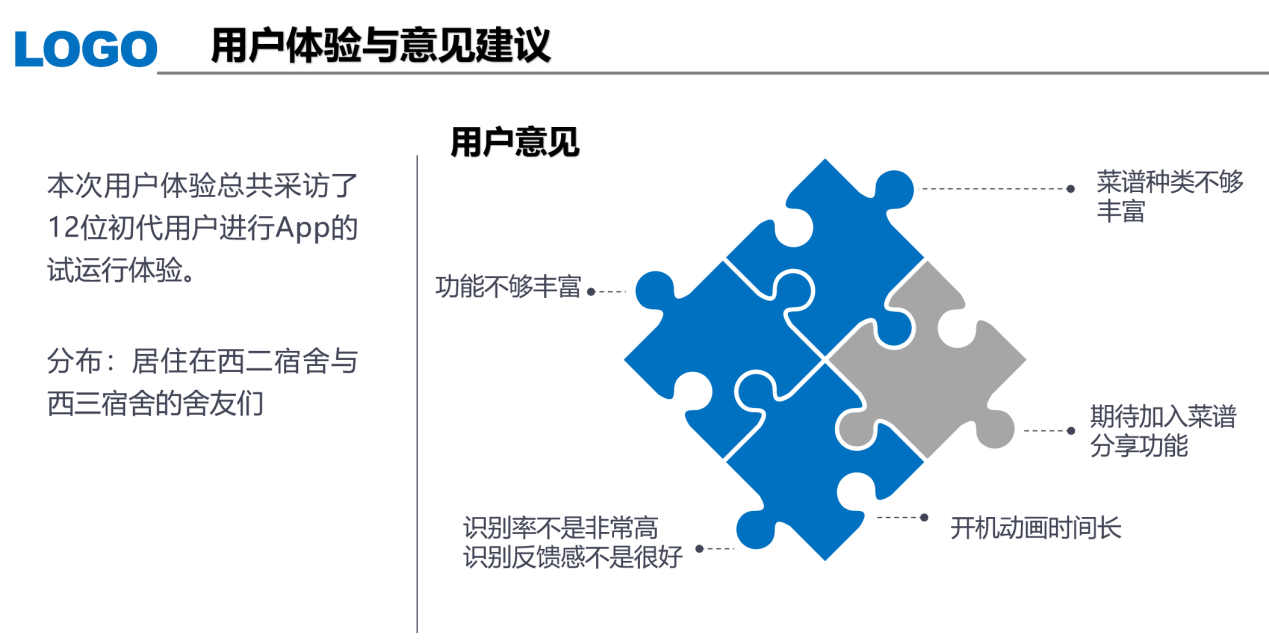 LOGO
用户体验与意见建议
本次用户体验总共采访了
12位初代用户进行App的
试运行体验。
分布：居住在西二宿舍与
西三宿舍的舍友们
用户意见
菜谱种类不够
丰富
功能不够丰富
期待加入菜谱
分享功能
识别率不是非常高
识别反馈感不是很好
开机动画时间长